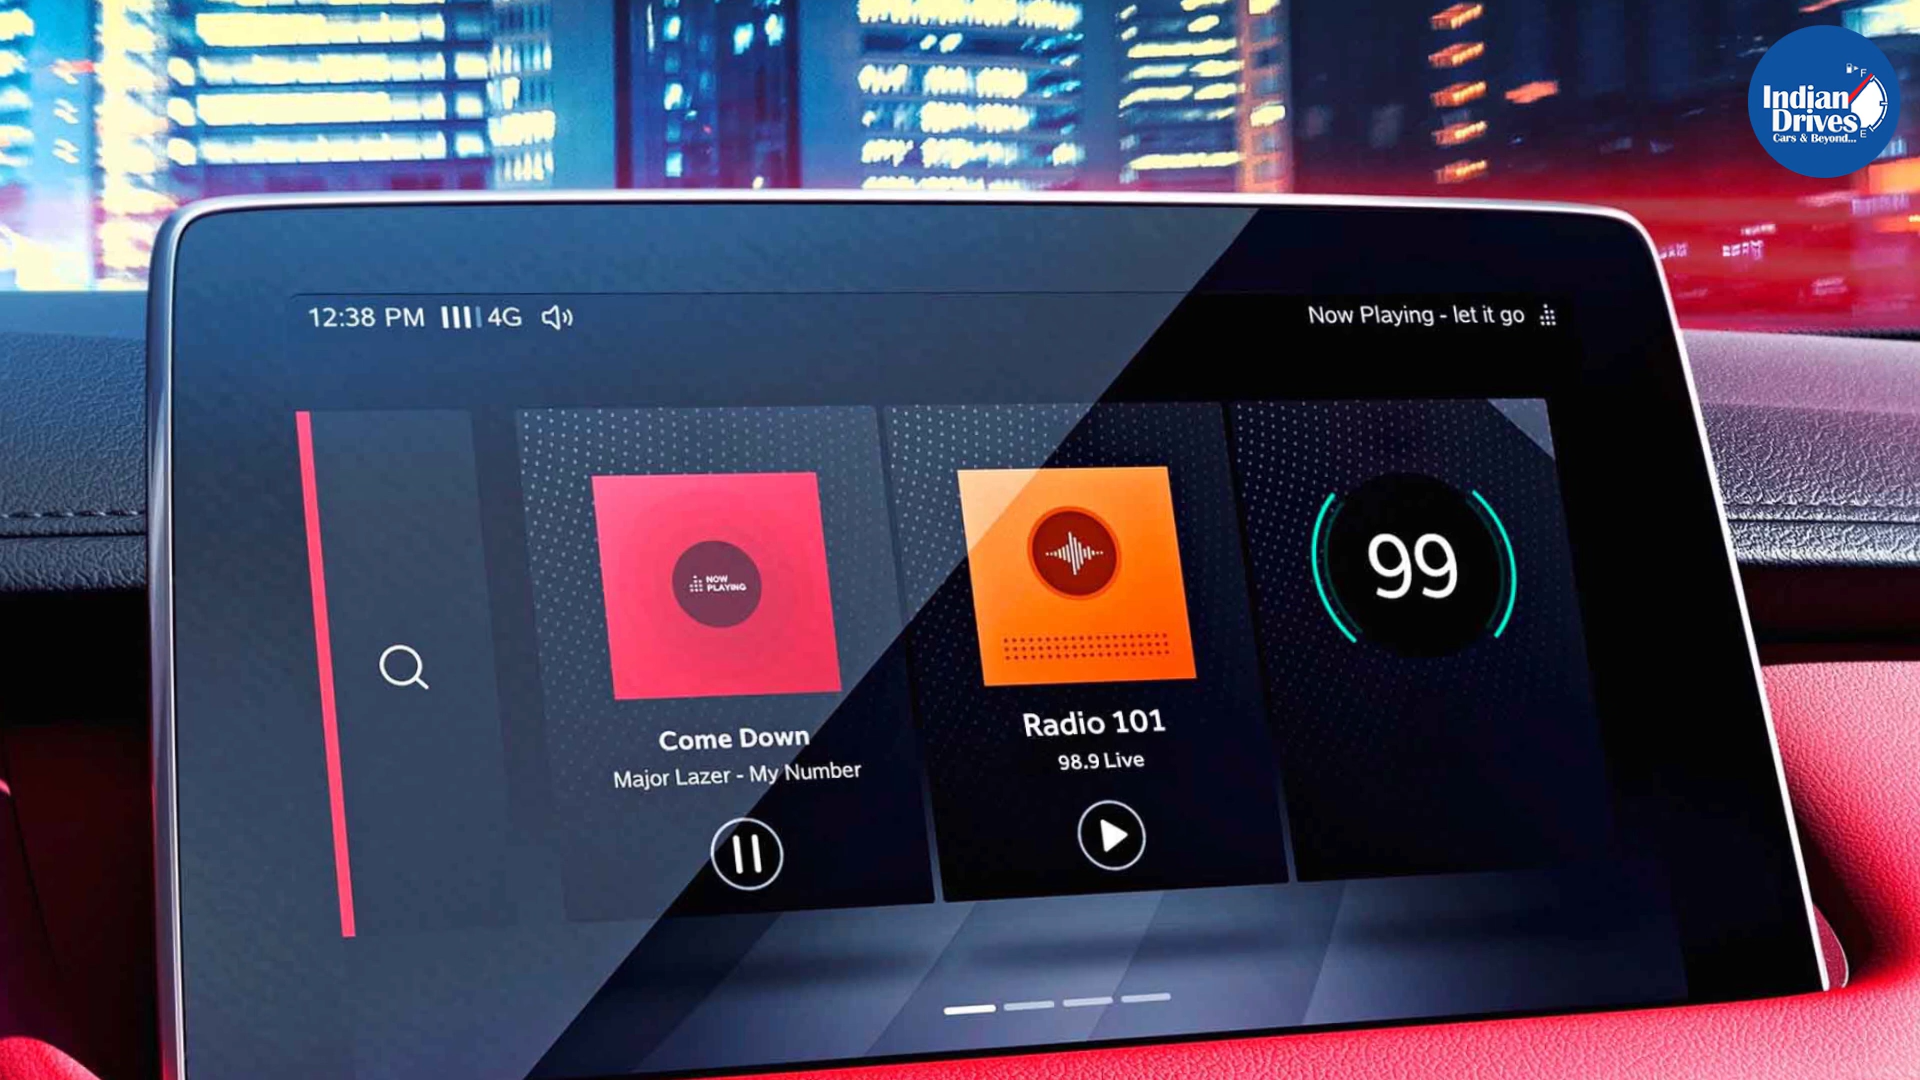 Indian
Drives
Cars & Beyond...
F
E
12:38 PM 4G
Now Playing - let it go
NOW
PLAYING
Come Down
Major Lazer - My Number
Radio 101
98.9 Live
99